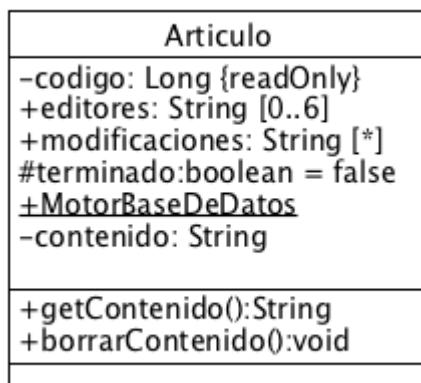 Articulo
-codigo: Long {readOnly}
+editores: String [0..6]
+modificaciones: String [*]
#terminado:boolean = false
+MotorBaseDeDatos
-contenido: String
+getContenido():String
+borrarContenido():void